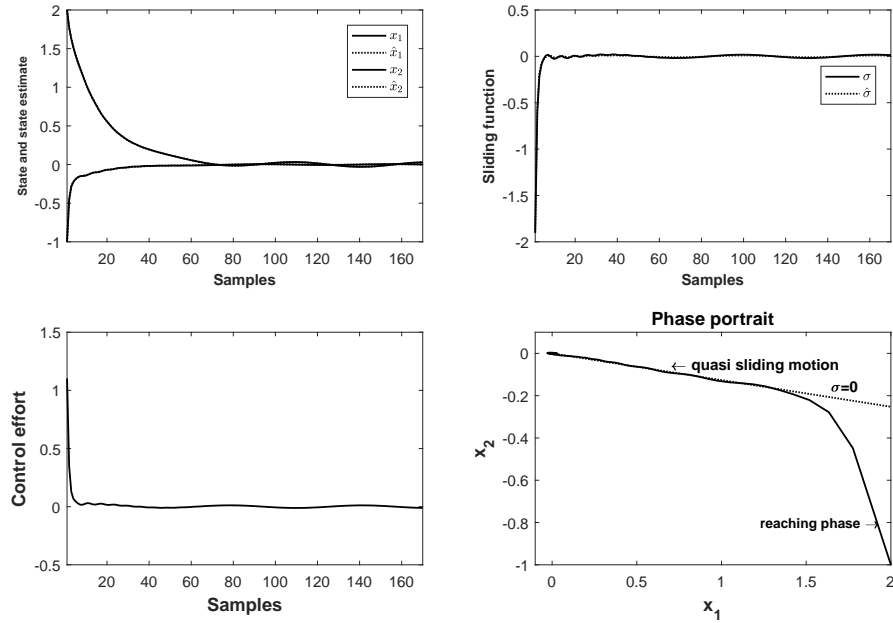 2
1.5
1
0.5
0
-0.5
-1
20 40 60 80 100 120 140 160
Samples
State and state estimate
x₁
x̂₁
x₂
x̂₂
0.5
0
-0.5
-1
-1.5
-2
20 40 60 80 100 120 140 160
Samples
Sliding function
σ
σ̂
1.5
1
0.5
0
-0.5
20 40 60 80 100 120 140 160
Samples
Control effort
Phase portrait
0
-0.2
-0.4
-0.6
-0.8
-1
0 0.5 1 1.5 2
x₁
x₂
← quasi sliding motion
σ=0
reaching phase→